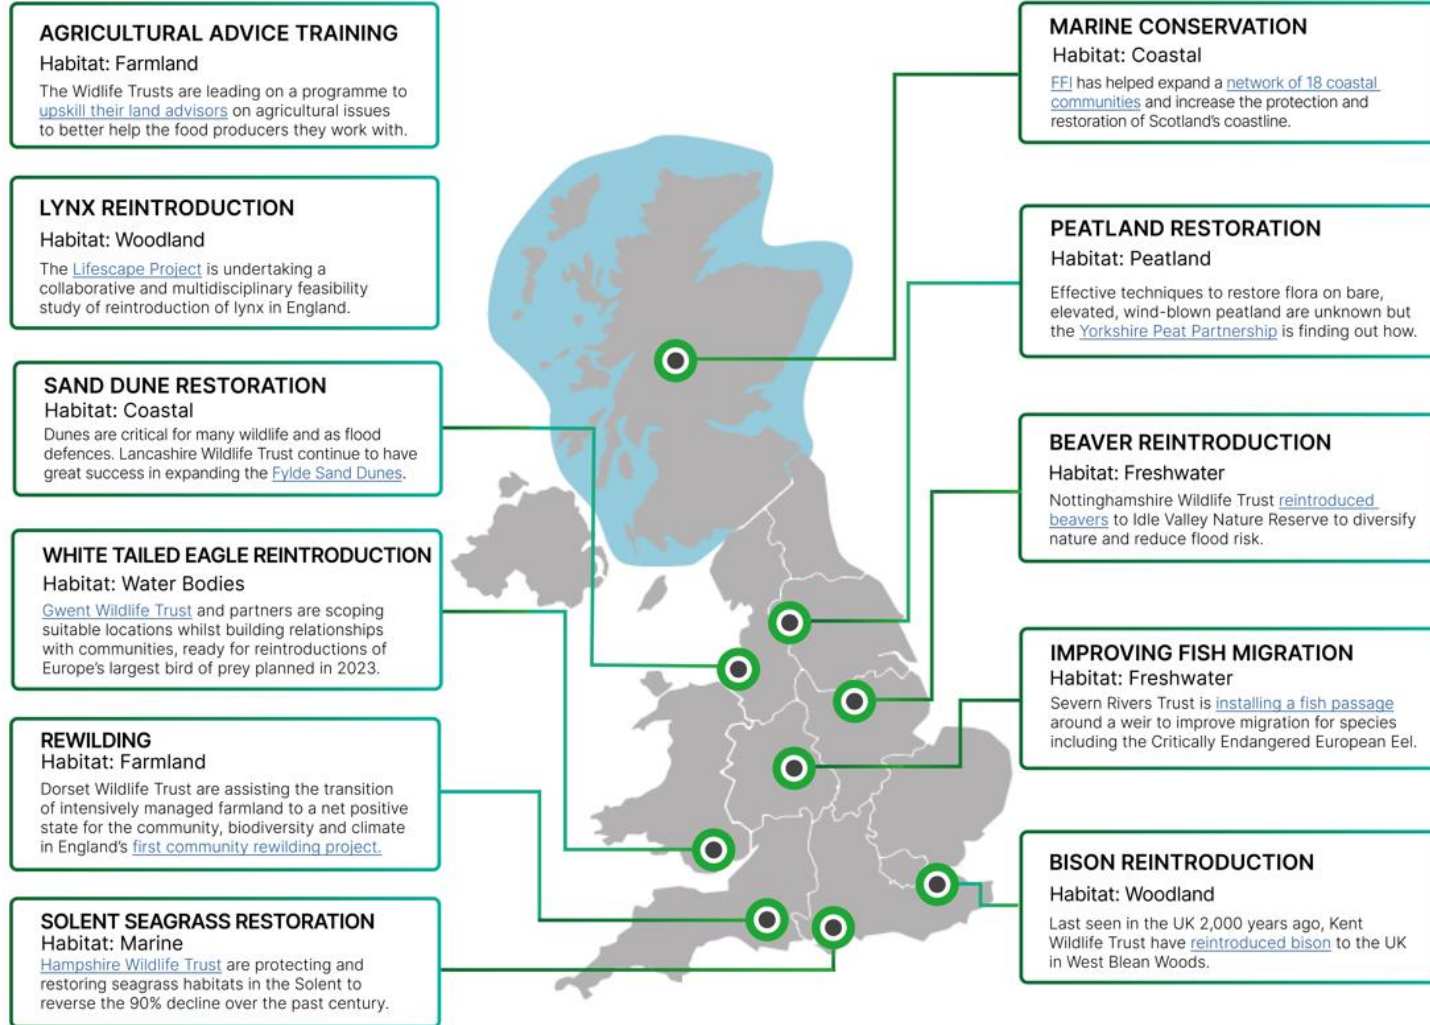 AGRICULTURAL ADVICE TRAINING
Habitat: Farmland
The Widlife Trusts are leading on a programme to
upskill their land advisors on agricultural issues
to better help the food producers they work with.
LYNX REINTRODUCTION
Habitat: Woodland
The Lifescape Project is undertaking a
collaborative and multidisciplinary feasibility
study of reintroduction of lynx in England.
SAND DUNE RESTORATION
Habitat: Coastal
Dunes are critical for many wildlife and as flood
defences. Lancashire Wildlife Trust continue to have
great success in expanding the Fylde Sand Dunes.
WHITE TAILED EAGLE REINTRODUCTION
Habitat: Water Bodies
Gwent Wildlife Trust and partners are scoping
suitable locations whilst building relationships
with communities, ready for reintroductions of
Europe's largest bird of prey planned in 2023.
REWILDING
Habitat: Farmland
Dorset Wildlife Trust are assisting the transition
of intensively managed farmland to a net positive
state for the community, biodiversity and climate
in England's first community rewilding project.
SOLENT SEAGRASS RESTORATION
Habitat: Marine
Hampshire Wildlife Trust are protecting and
restoring seagrass habitats in the Solent to
reverse the 90% decline over the past century.
MARINE CONSERVATION
Habitat: Coastal
FFI has helped expand a network of 18 coastal
communities and increase the protection and
restoration of Scotland's coastline.
PEATLAND RESTORATION
Habitat: Peatland
Effective techniques to restore flora on bare,
elevated, wind-blown peatland are unknown but
the Yorkshire Peat Partnership is finding out how.
BEAVER REINTRODUCTION
Habitat: Freshwater
Nottinghamshire Wildlife Trust reintroduced
beavers to Idle Valley Nature Reserve to diversify
nature and reduce flood risk.
IMPROVING FISH MIGRATION
Habitat: Freshwater
Severn Rivers Trust is installing a fish passage
around a weir to improve migration for species
including the Critically Endangered European Eel.
BISON REINTRODUCTION
Habitat: Woodland
Last seen in the UK 2,000 years ago, Kent
Wildlife Trust have reintroduced bison to the UK
in West Blean Woods.